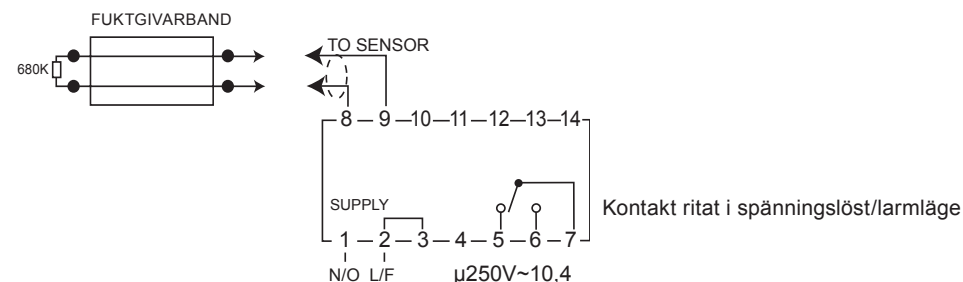 FUKTGIVARBAND
680K
TO SENSOR
8 – 9 –10–11–12–13–14
SUPPLY
Kontakt ritat i spänningslöst/larmläge
1 – 2 – 3 – 4 – 5 – 6 – 7
N/O L/F
µ250V~10,4